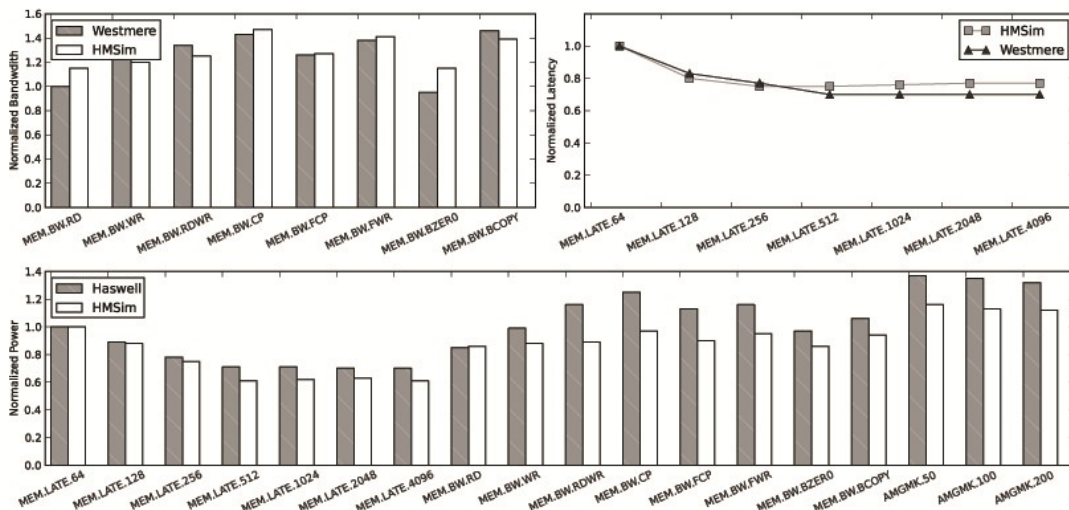 Normalized Bandwdith
1.6
1.4
1.2
1.0
0.8
0.6
0.4
0.2
0.0
Westmere
HMSim
MEM.BW.RD
MEM.BW.WR
MEM.BW.RDWR
MEM.BW.CP
MEM.BW.FCP
MEM.BW.FWR
MEM.BW.BZER0
MEM.BW.BCOPY
Normalized Latency
1.0
0.8
0.6
0.4
0.2
0.0
HMSim
Westmere
MEM.LATE.64
MEM.LATE.128
MEM.LATE.256
MEM.LATE.512
MEM.LATE.1024
MEM.LATE.2048
MEM.LATE.4096
Normalized Power
1.4
1.2
1.0
0.8
0.6
0.4
0.2
0.0
Haswell
HMSim
MEM.LATE.64
MEM.LATE.128
MEM.LATE.256
MEM.LATE.512
MEM.LATE.1024
MEM.LATE.2048
MEM.LATE.4096
MEM.BW.RD
MEM.BW.WR
MEM.BW.RDWR
MEM.BW.CP
MEM.BW.FCP
MEM.BW.FWR
MEM.BW.BZER0
MEM.BW.BCOPY
AMGMK.50
AMGMK.100
AMGMK.200